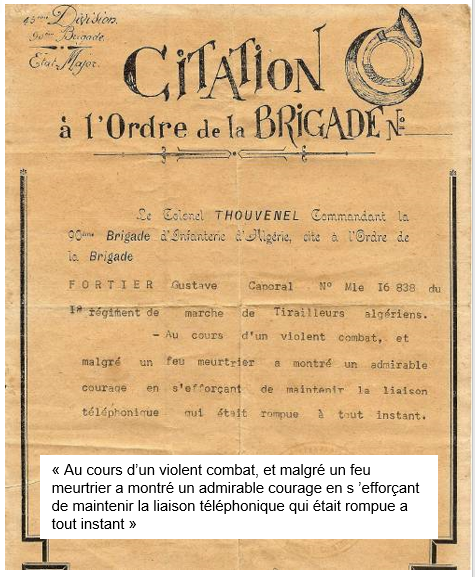 45ème Division.
90ème Brigade.
Etat-Major.
CITATION
à l'Ordre de la BRIGADE No
Le Colonel THOUVENEL Commandant la
90ème Brigade d'Infanterie d'Algérie, cite à l'Ordre de
la Brigade
FORTIER Gustave Canoral N° Mle 16 838 du
1er régiment de marche de Tirailleurs algériens.
- Au cours d'un violent combat, et
malgré un feu meurtrier a montré un admirable
courage en s'efforçant de maintenir la liaison
téléphonique qui était rompue à tout instant.
« Au cours d'un violent combat, et malgré un feu
meurtrier a montré un admirable courage en s 'efforçant
de maintenir la liaison téléphonique qui était rompue a
tout instant »